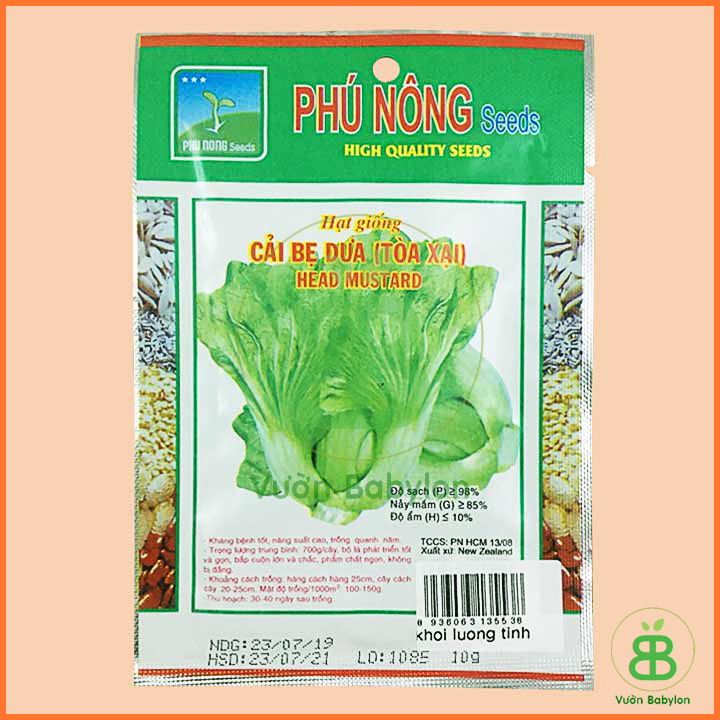 PHÚ NÔNG Seeds
HIGH QUALITY SEEDS
PHU NONG Seeds
Hạt giống
CẢI BẸ DƯA (TÒA XẠI)
HEAD MUSTARD
Vườn Babylon
Độ sạch (P) ≥ 98%
Nảy mầm (G) ≥ 85%
Độ ẩm (H) ≤ 10%
TCCS: PN HCM 13/08
Xuất xứ: New Zealand
- Kháng bệnh tốt, năng suất cao, trồng quanh năm.
- Trọng lượng trung bình: 700g/cây, bộ lá phát triển tốt
và gọn, bắp cuộn lớn và chắc, phẩm chất ngon, không
bị đắng.
- Khoảng cách trồng: hàng cách hàng 25cm, cây cách
cây: 20-25cm. Mật độ trồng/1000m²: 100-150g.
- Thu hoạch: 30-40 ngày sau trồng.
8 936063 135538
khoi luong tinh
NDG:23/07/19
HSD:23/07/21 LO:1085 10g
Vườn Babylon